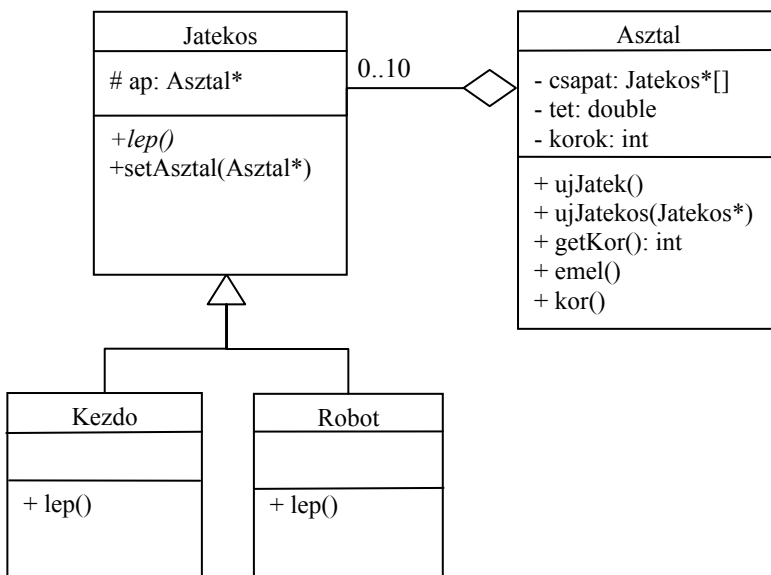 Jatekos
# ap: Asztal*
+lep()
+setAsztal(Asztal*)
0..10
Asztal
- csapat: Jatekos*[]
- tet: double
- korok: int
+ ujJatek()
+ ujJatekos(Jatekos*)
+ getKor(): int
+ emel()
+ kor()
Kezdo
+ lep()
Robot
+ lep()